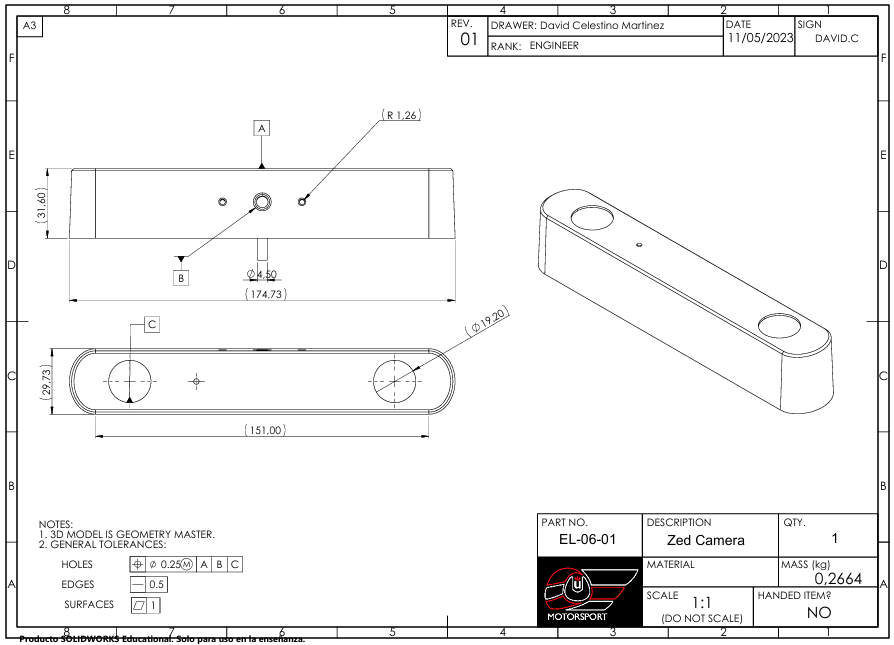 8 7 6 5 4 3 2 1
A3
REV.
01
DRAWER: David Celestino Martinez
RANK: ENGINEER
DATE
11/05/2023
SIGN
DAVID.C
F
F
E
E
D
D
C
C
B
B
A
A
(R 1,26)
A
(31,60)
B
Ø4,50
(174,73)
C
(Ø19,20)
(29,73)
(151,00)
NOTES:
1. 3D MODEL IS GEOMETRY MASTER.
2. GENERAL TOLERANCES:
HOLES ⌖ Ø 0.25Ⓜ A B C
EDGES — 0.5
SURFACES ▱ 1
PART NO.
EL-06-01
DESCRIPTION
Zed Camera
QTY.
1
MATERIAL
MASS (kg)
0,2664
u
MOTORSPORT
SCALE 1:1
(DO NOT SCALE)
HANDED ITEM?
NO
8 7 6 5 4 3 2 1
Producto SOLIDWORKS Educational. Solo para uso en la enseñanza.